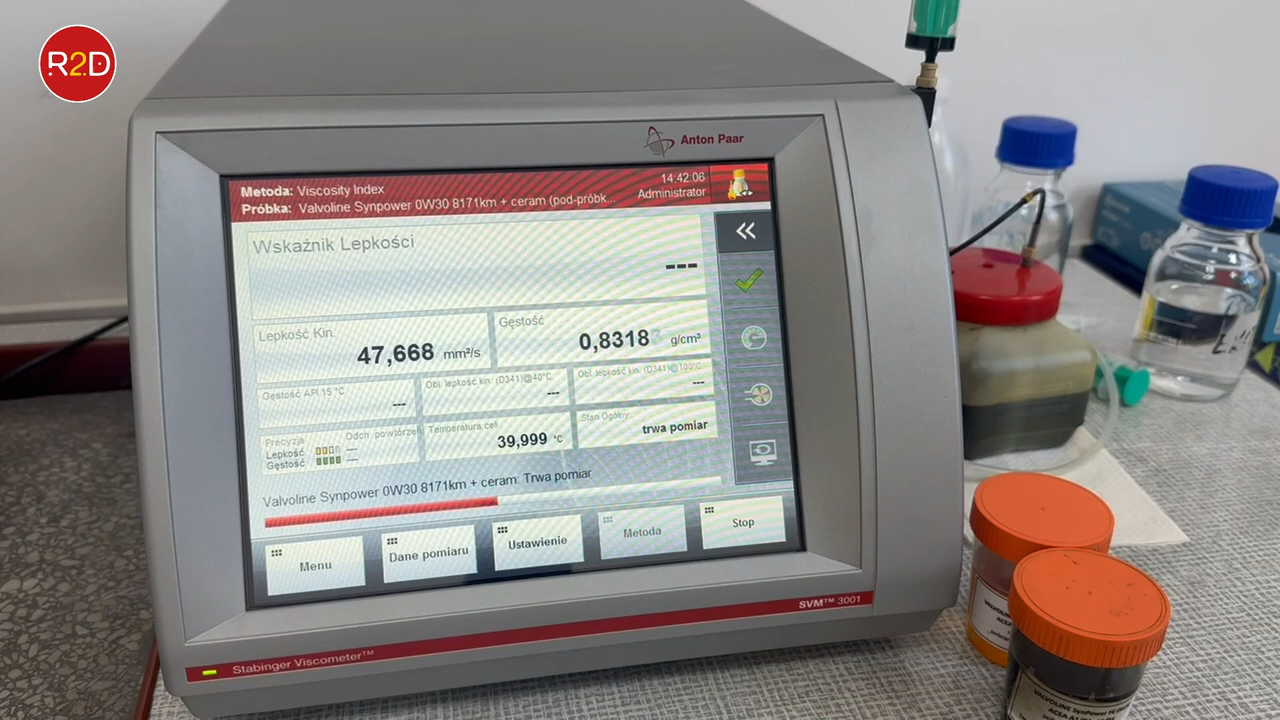 R2D
Anton Paar
Metoda: Viscosity Index
14:42:06
Próbka: Valvoline Synpower 0W30 8171km + ceram (pod-próbk...
Administrator
Wskaźnik Lepkości
---
Lepkość Kin.
47,668 mm²/s
Gęstość
0,8318 g/cm³
Gęstość API 15 °C
---
Obl. lepkość kin: (D341)@40°C
---
Obl. lepkość kin: (D341)@100°C
---
Precyzja
Odch powtórzeń
Lepkość
---
Gęstość
---
Temperatura celi
39,999 °C
Stan Ogólny
trwa pomiar
Valvoline Synpower 0W30 8171km + ceram: Trwa pomiar
Menu
Dane pomiaru
Ustawienie
Metoda
Stop
SVM™ 3001
Stabinger Viscometer™
VALVOLINE SynPower